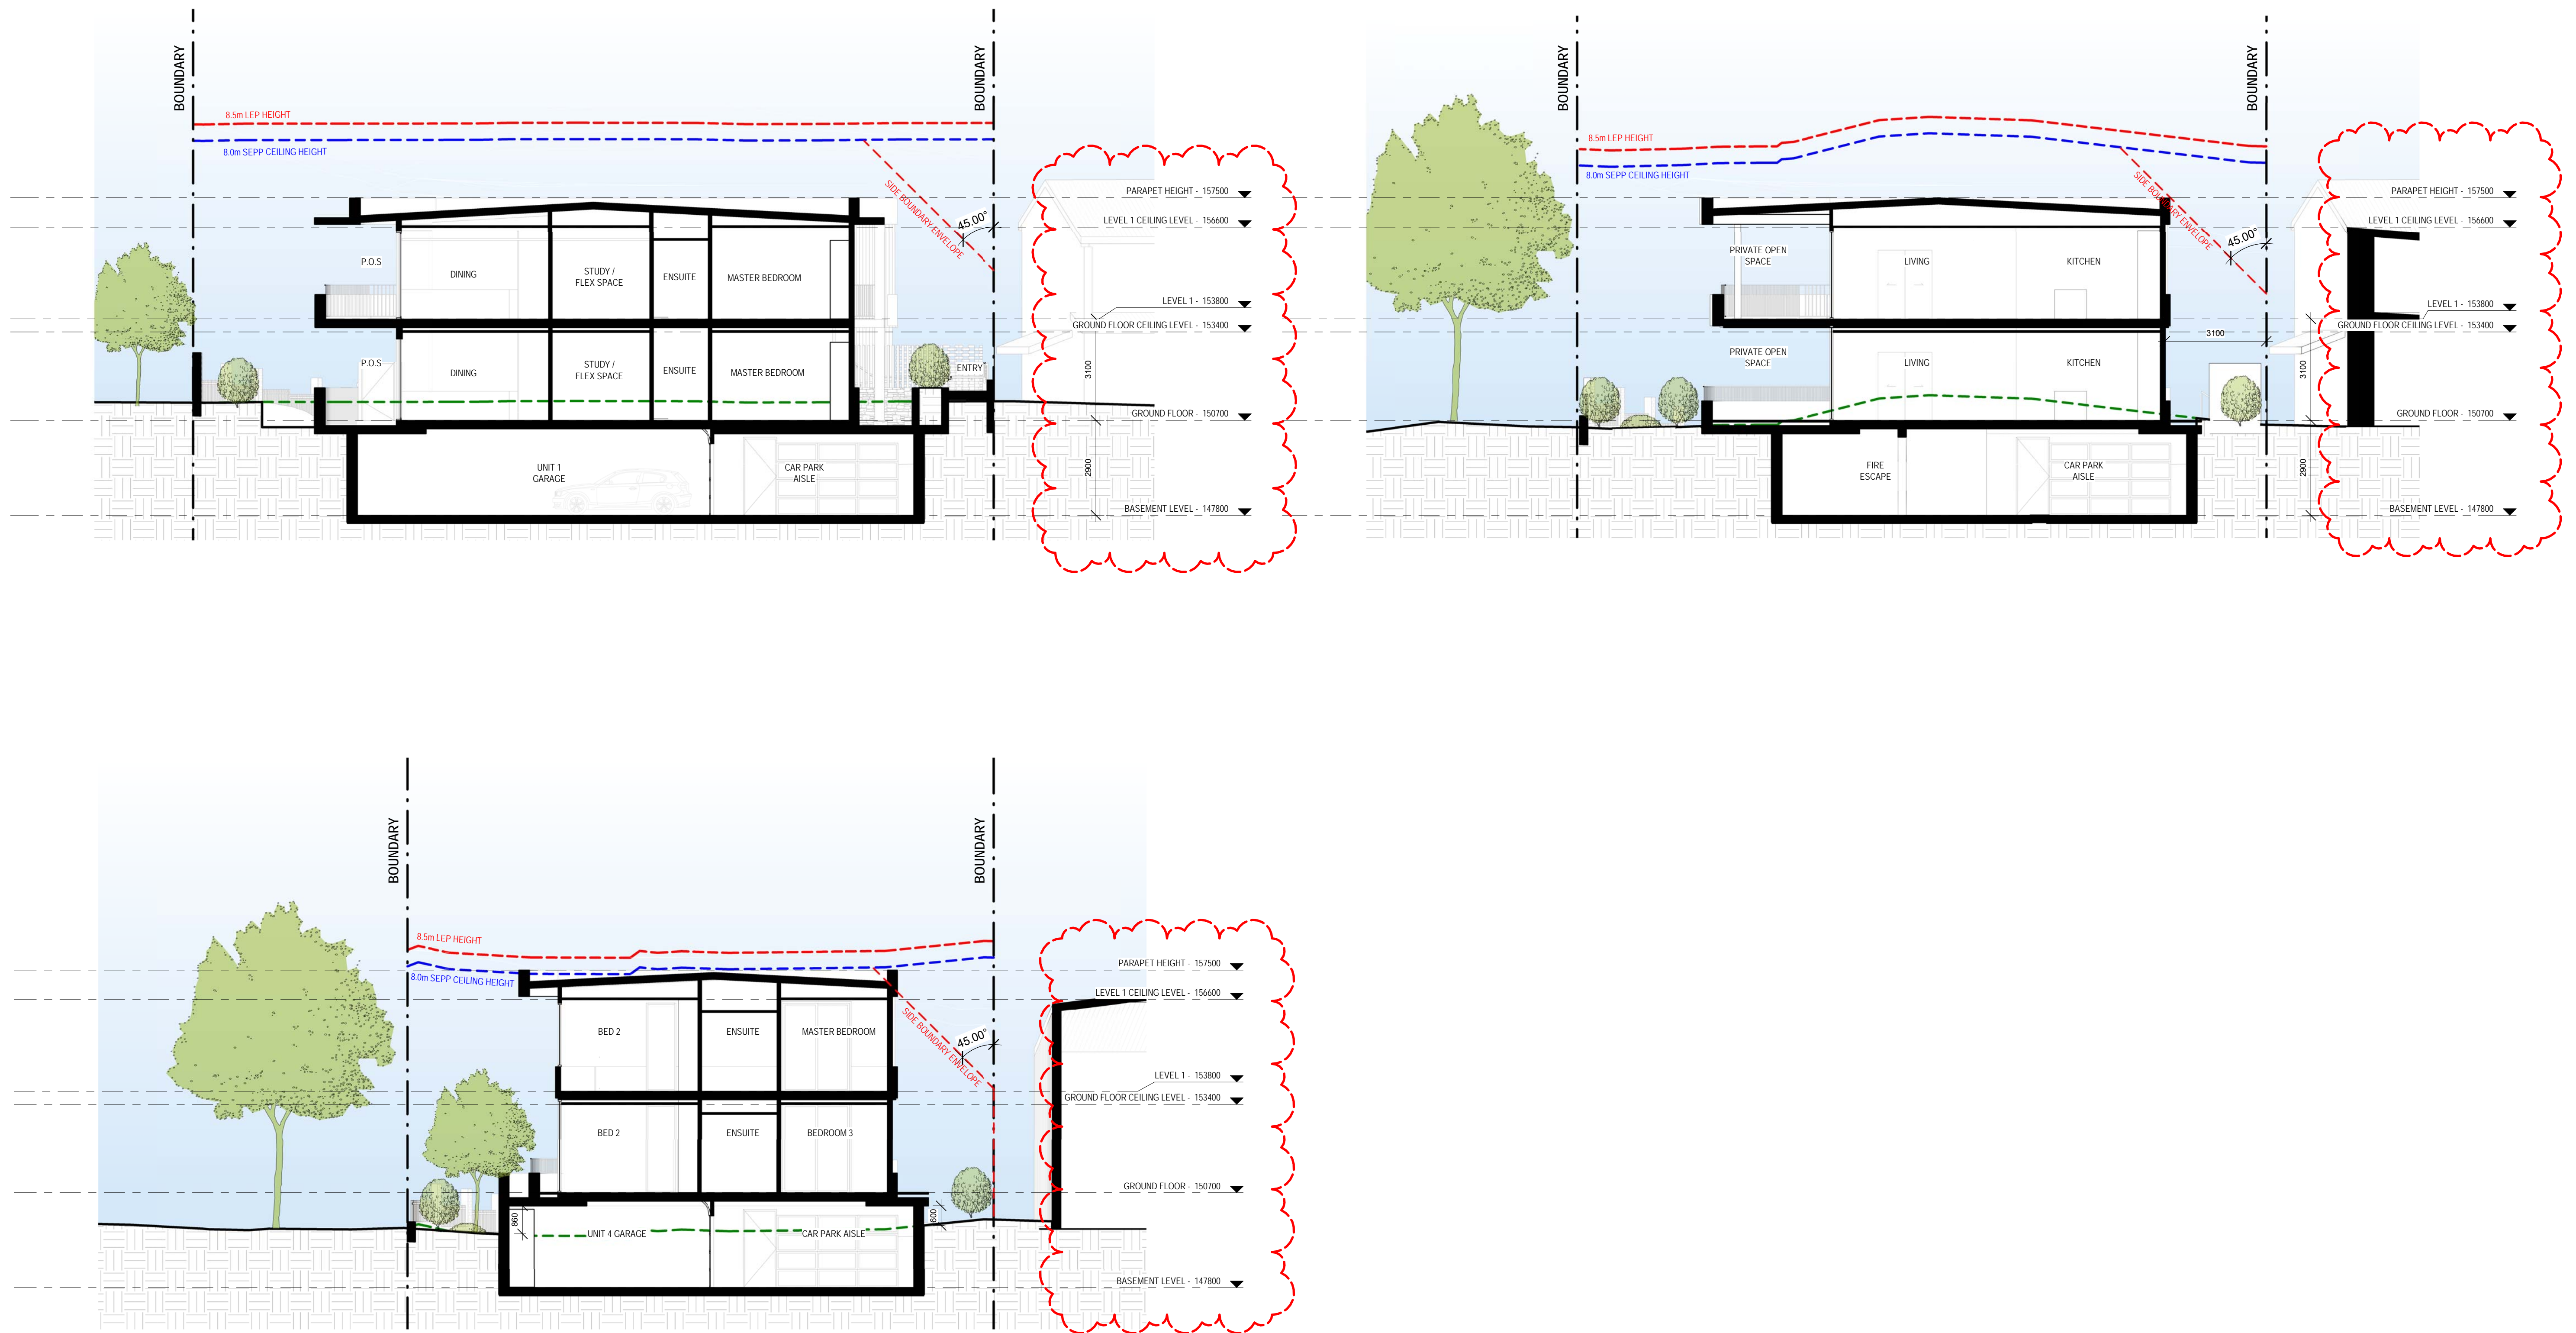 BOUNDARY
BOUNDARY
8.5m LEP HEIGHT
8.0m SEPP CEILING HEIGHT
SIDE BOUNDARY ENVELOPE
45.00°
PARAPET HEIGHT - 157500
LEVEL 1 CEILING LEVEL - 156600
P.O.S
DINING
STUDY /
FLEX SPACE
ENSUITE
MASTER BEDROOM
LEVEL 1 - 153800
GROUND FLOOR CEILING LEVEL - 153400
P.O.S
DINING
STUDY /
FLEX SPACE
ENSUITE
MASTER BEDROOM
ENTRY
3100
GROUND FLOOR - 150700
UNIT 1
GARAGE
CAR PARK
AISLE
2900
BASEMENT LEVEL - 147800
BOUNDARY
BOUNDARY
8.5m LEP HEIGHT
8.0m SEPP CEILING HEIGHT
SIDE BOUNDARY ENVELOPE
45.00°
PARAPET HEIGHT - 157500
LEVEL 1 CEILING LEVEL - 156600
PRIVATE OPEN
SPACE
LIVING
KITCHEN
LEVEL 1 - 153800
GROUND FLOOR CEILING LEVEL - 153400
3100
PRIVATE OPEN
SPACE
LIVING
KITCHEN
3100
GROUND FLOOR - 150700
FIRE
ESCAPE
CAR PARK
AISLE
2900
BASEMENT LEVEL - 147800
BOUNDARY
BOUNDARY
8.5m LEP HEIGHT
8.0m SEPP CEILING HEIGHT
SIDE BOUNDARY ENVELOPE
45.00°
PARAPET HEIGHT - 157500
LEVEL 1 CEILING LEVEL - 156600
BED 2
ENSUITE
MASTER BEDROOM
LEVEL 1 - 153800
GROUND FLOOR CEILING LEVEL - 153400
BED 2
ENSUITE
BEDROOM 3
GROUND FLOOR - 150700
860
600
UNIT 4 GARAGE
CAR PARK AISLE
BASEMENT LEVEL - 147800